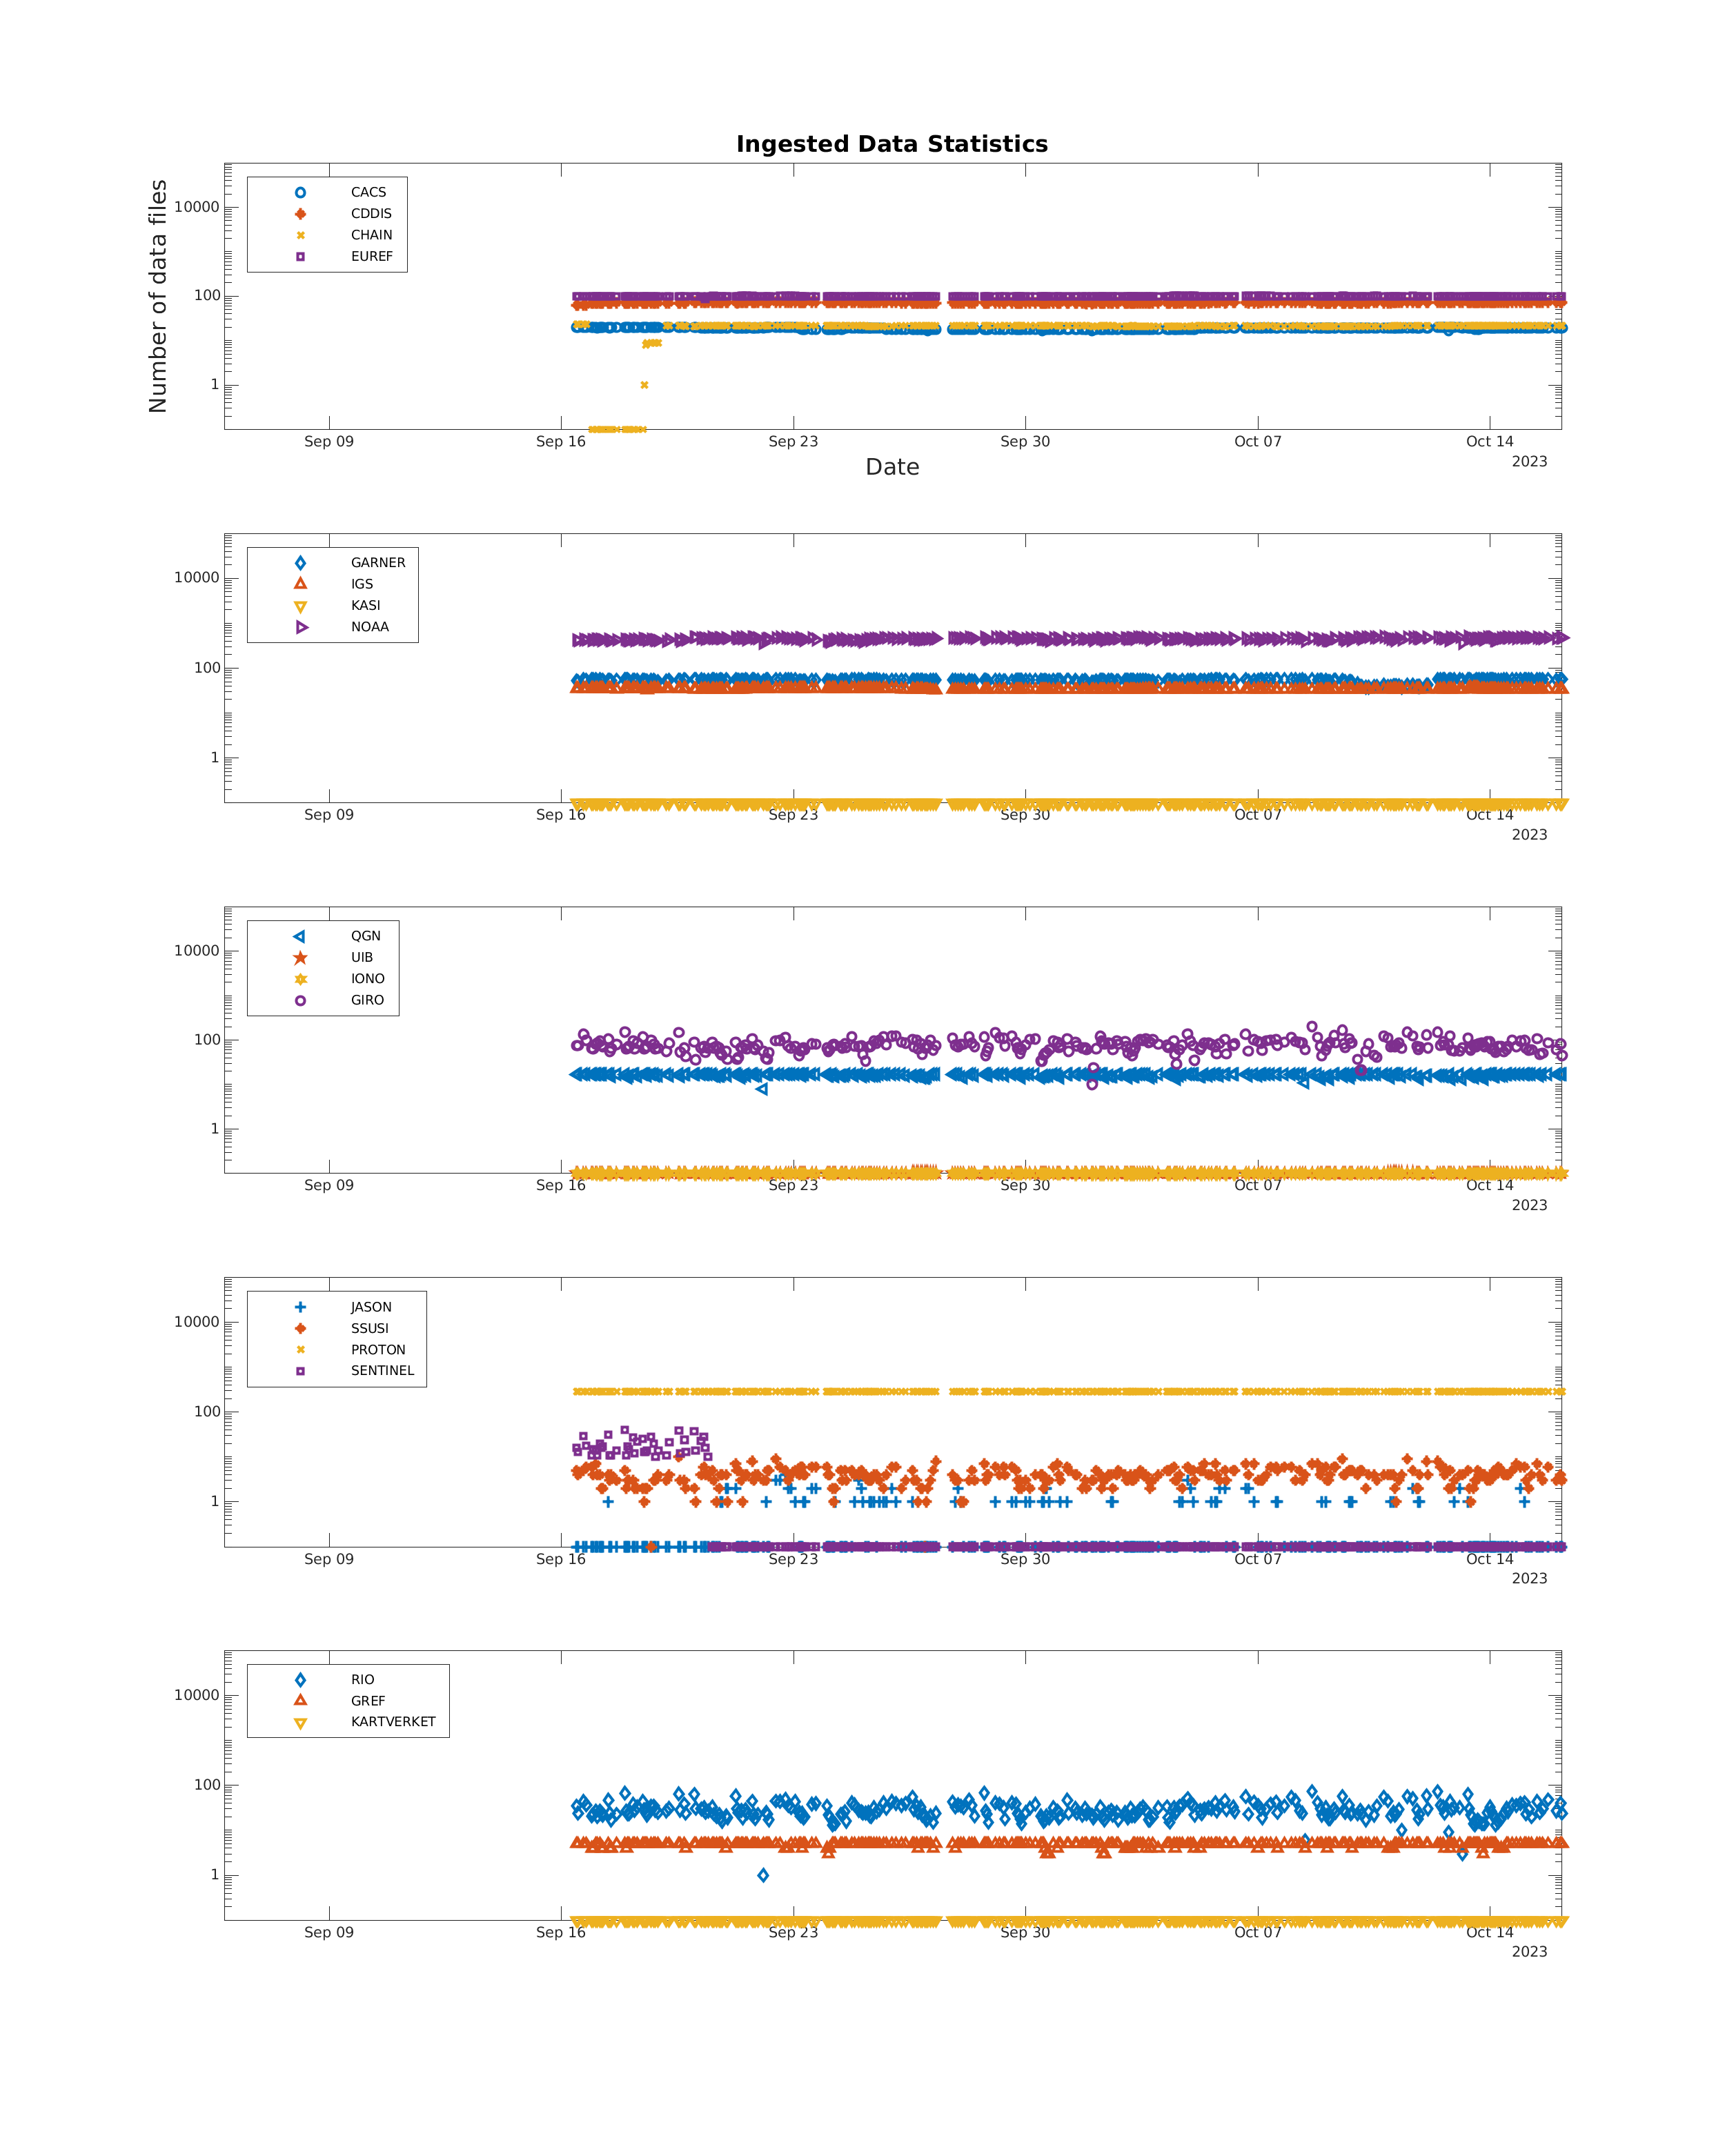 Ingested Data Statistics
Number of data files
CACS
CDDIS
CHAIN
EUREF
10000
100
1
Sep 09 Sep 16 Sep 23 Sep 30 Oct 07 Oct 14
2023
Date
GARNER
IGS
KASI
NOAA
10000
100
1
Sep 09 Sep 16 Sep 23 Sep 30 Oct 07 Oct 14
2023
QGN
UIB
IONO
GIRO
10000
100
1
Sep 09 Sep 16 Sep 23 Sep 30 Oct 07 Oct 14
2023
JASON
SSUSI
PROTON
SENTINEL
10000
100
1
Sep 09 Sep 16 Sep 23 Sep 30 Oct 07 Oct 14
2023
RIO
GREF
KARTVERKET
10000
100
1
Sep 09 Sep 16 Sep 23 Sep 30 Oct 07 Oct 14
2023